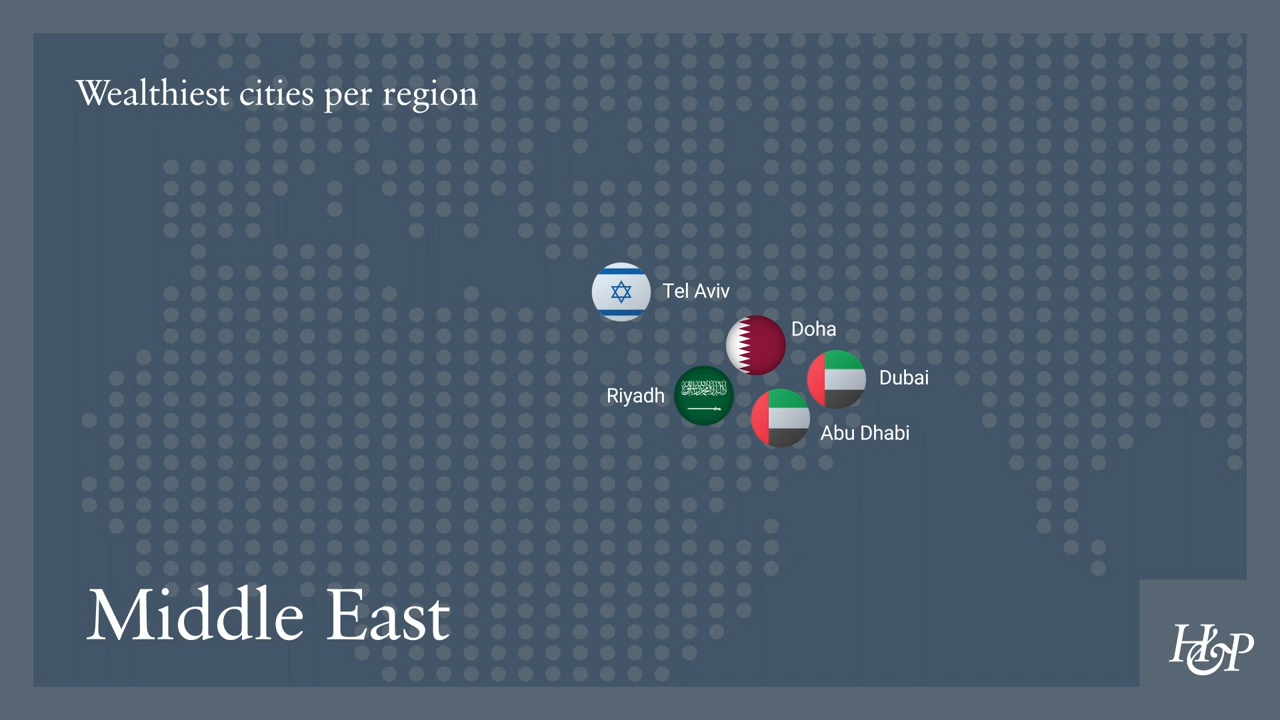 Wealthiest cities per region
Tel Aviv
Doha
Dubai
Riyadh
Abu Dhabi
Middle East
H&P